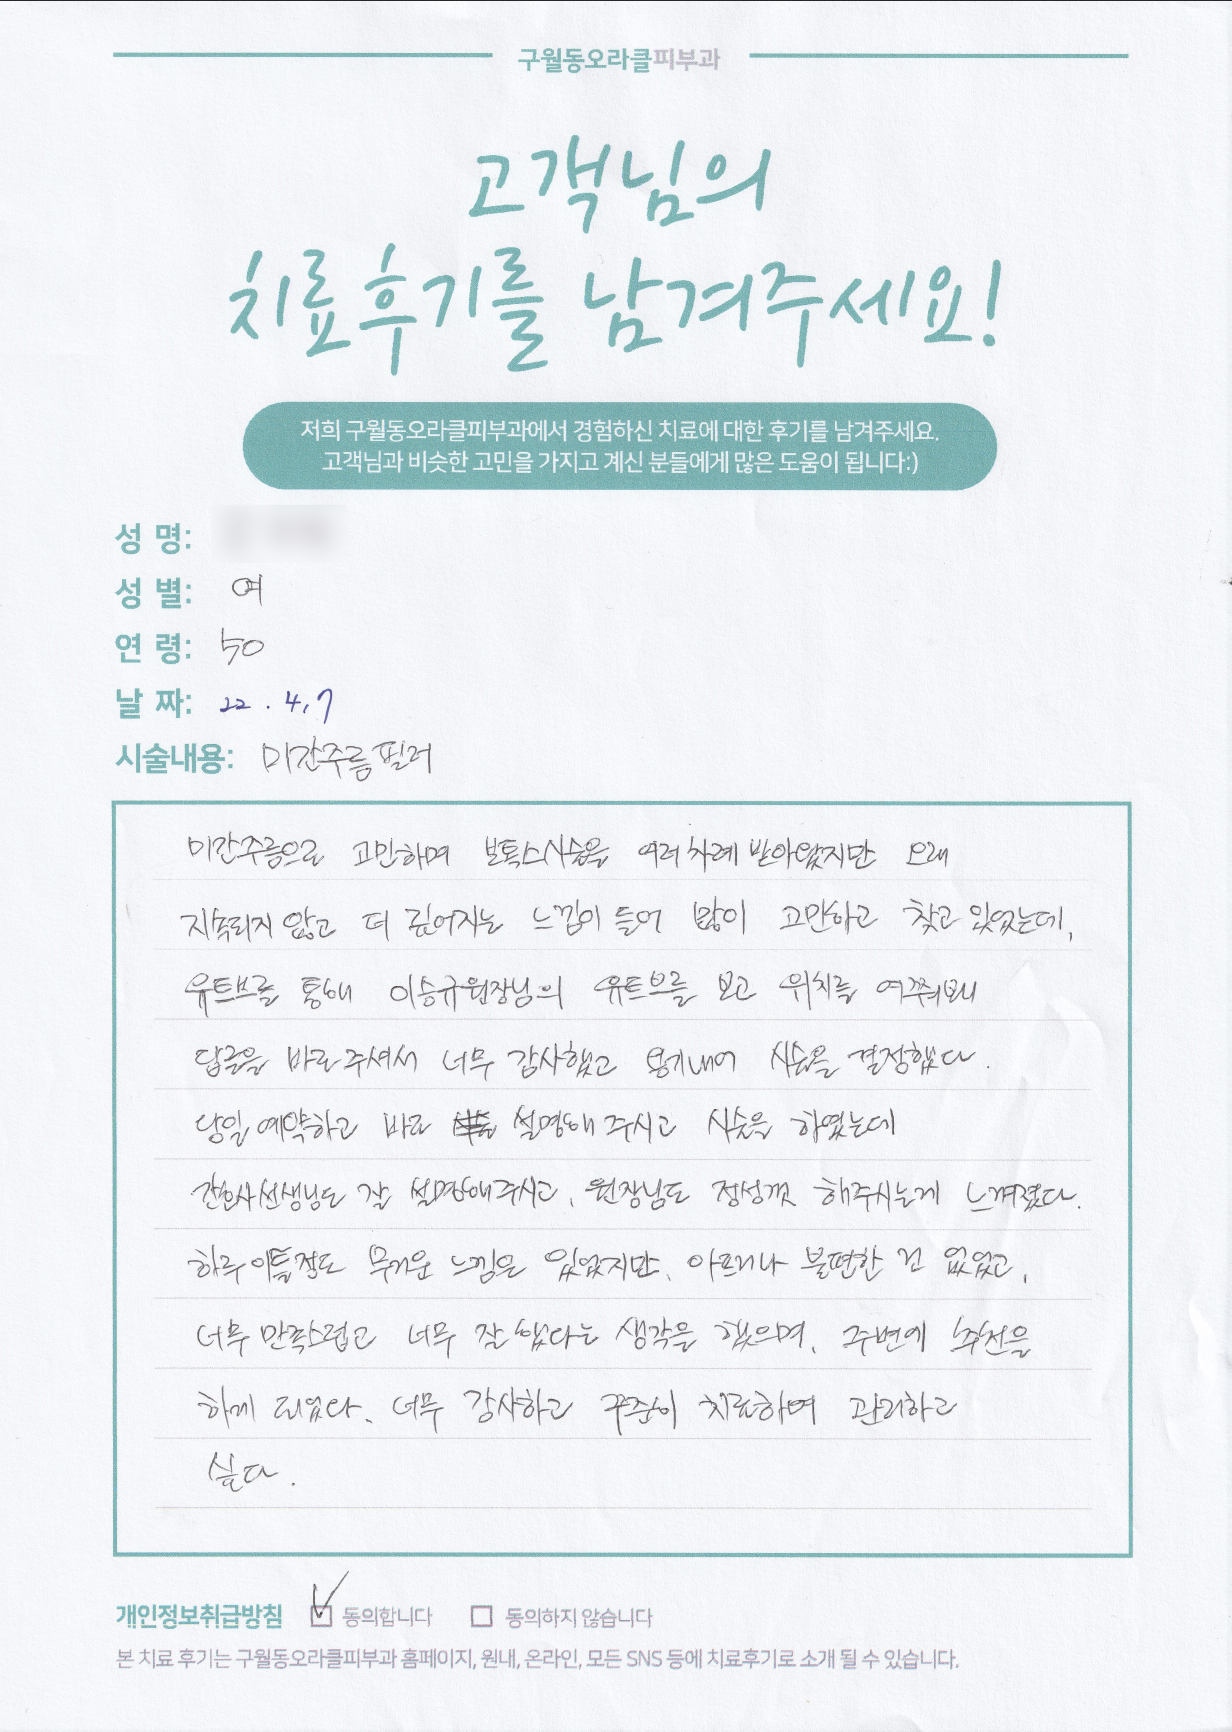 구월동오라클피부과
고객님의
치료후기를 남겨주세요!
저희 구월동오라클피부과에서 경험하신 치료에 대한 후기를 남겨주세요.
고객님과 비슷한 고민을 가지고 계신 분들에게 많은 도움이 됩니다:)
성 명:
성 별: 여
연 령: 50
날 짜: 22 . 4, 7
시술내용: 미간주름 필러
미간주름으로 고민하며 보톡스시술을 여러차례 받아왔지만 오래
지속되지 않고 더 깊어지는 느낌이 들어 많이 고민하고 찾고 있었는데,
유트브를 통해 이승규원장님의 유트브를 보고 위치를 여쭤보니
답글을 바로 주셔서 너무 감사했고 용기내어 시술을 결정했다.
당일 예약하고 바로 설명해 주시고 시술을 하였는데
간호사선생님도 잘 설명해주시고, 원장님도 정성껏 해주시는게 느껴졌다.
하루 이틀정도 무거운 느낌은 있었지만, 아프거나 불편한 건 없었고,
너무 만족스럽고 너무 잘 했다는 생각을 했으며, 주변에 추천을
하게 되었다. 너무 감사하고 꾸준이 치료하며 관리하고
싶다.
개인정보취급방침 동의합니다 동의하지 않습니다
본 치료 후기는 구월동오라클피부과 홈페이지, 원내, 온라인, 모든 SNS 등에 치료후기로 소개 될 수 있습니다.